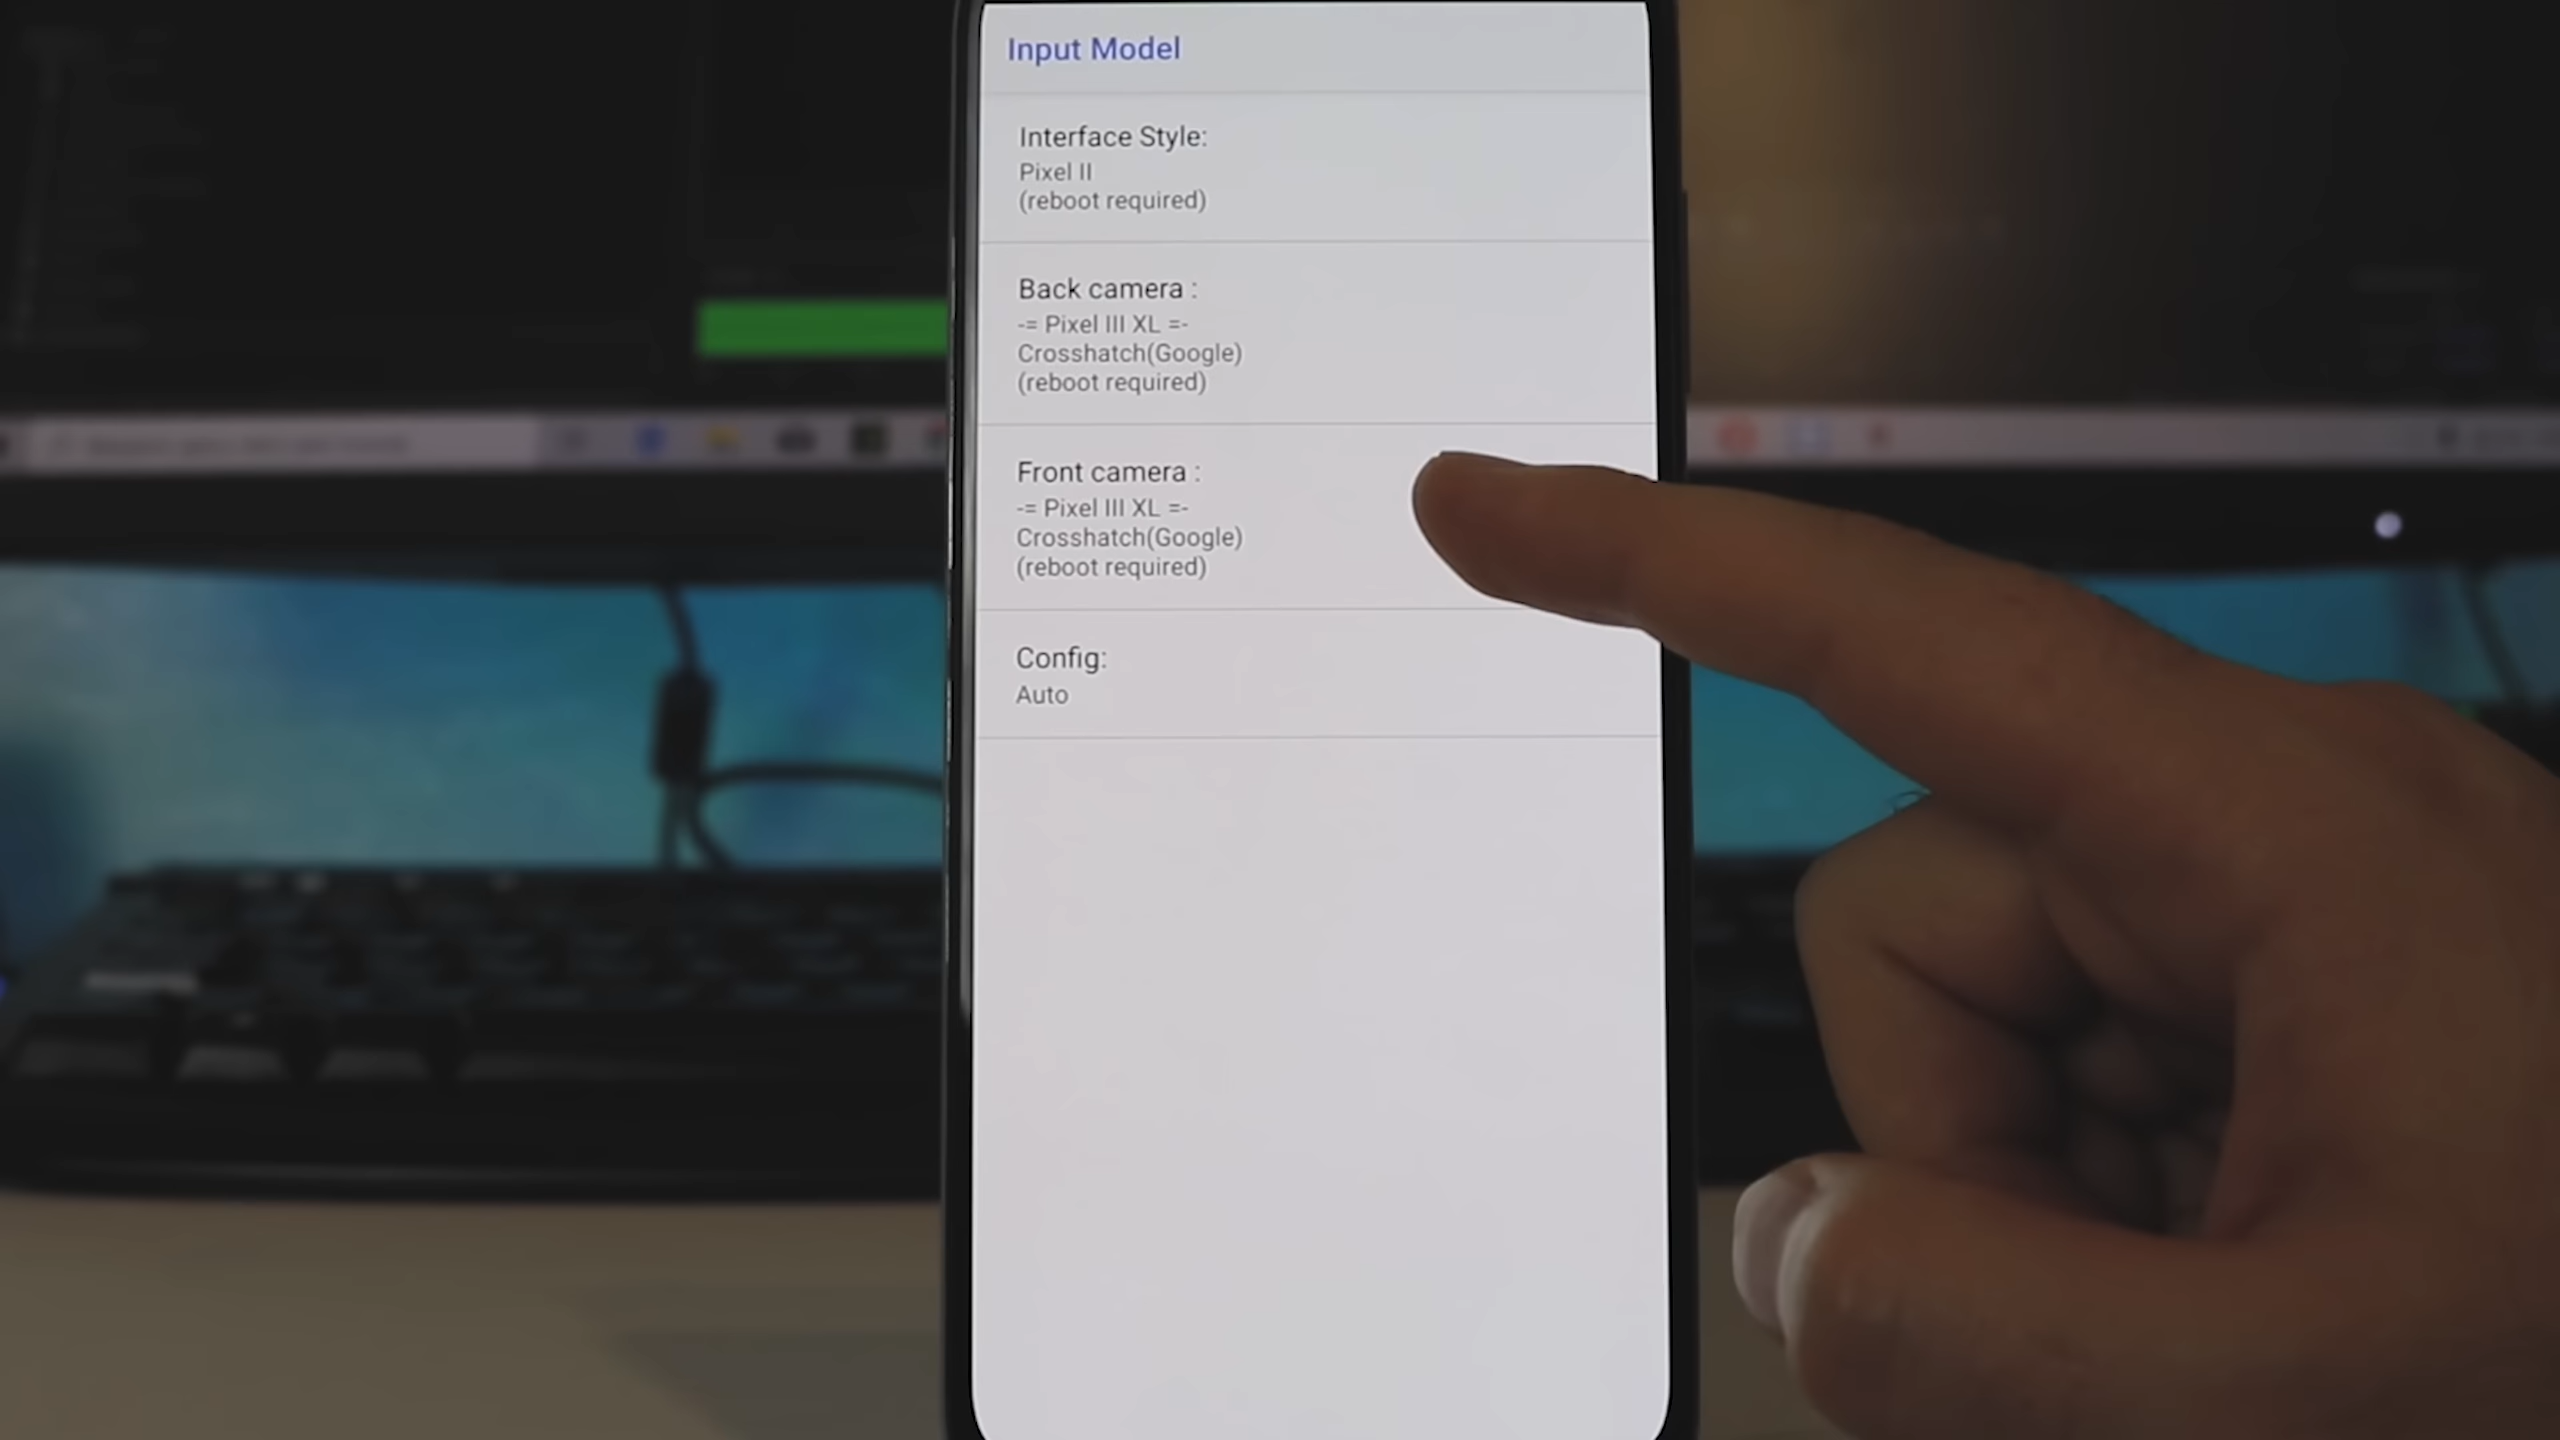 Input Model
Interface Style:
Pixel II
(reboot required)
Back camera :
-= Pixel III XL =-
Crosshatch(Google)
(reboot required)
Front camera :
-= Pixel III XL =-
Crosshatch(Google)
(reboot required)
Config:
Auto